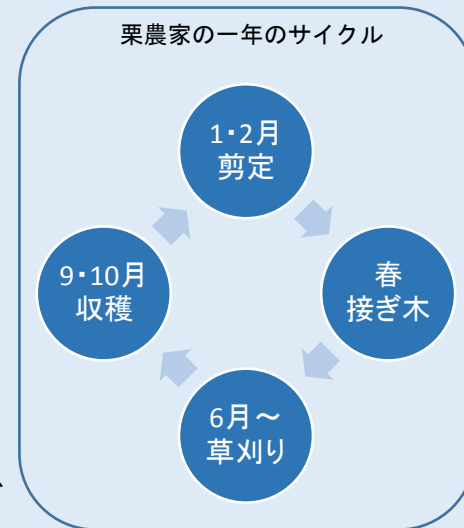 栗農家の一年のサイクル
1・2月
剪定
春
接ぎ木
6月～
草刈り
9・10月
収穫
、